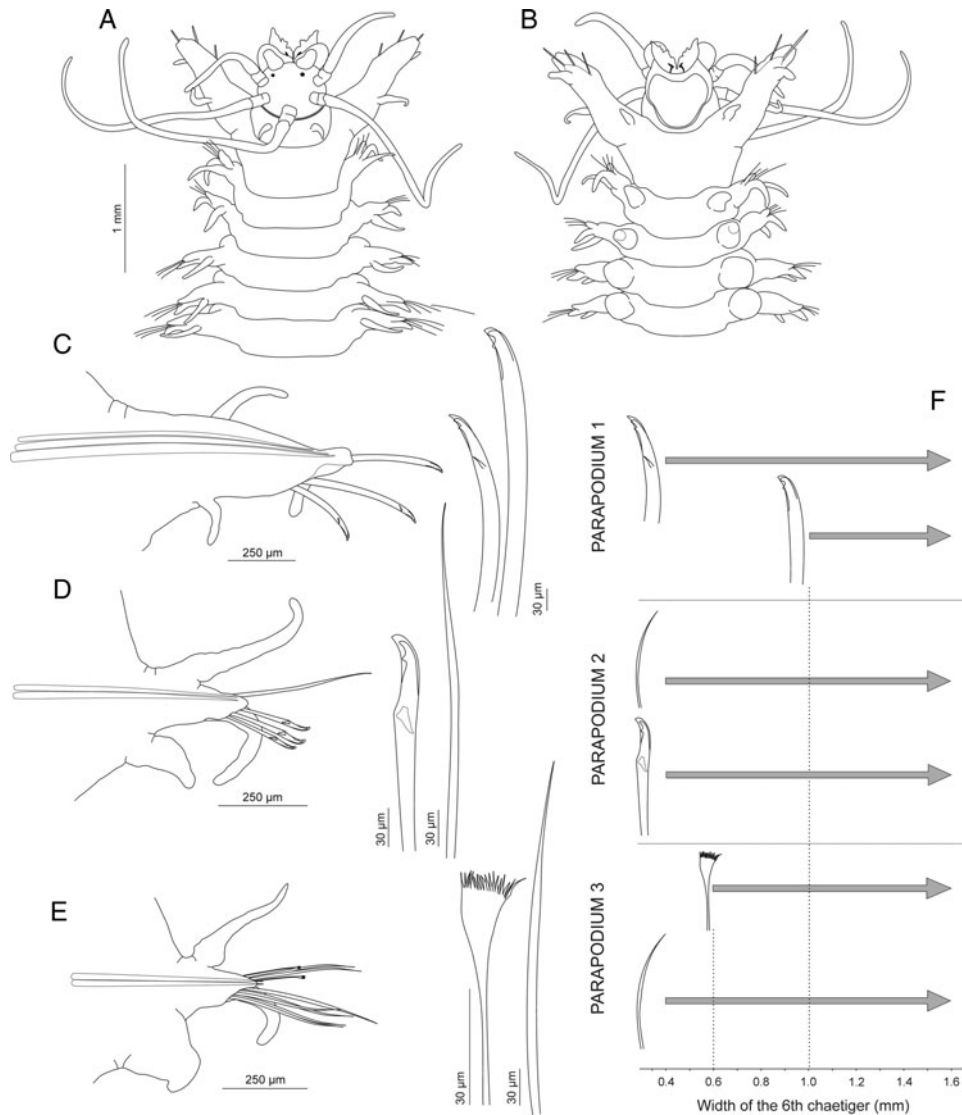 A
B
1 mm
C
250 µm
30 µm
D
250 µm
30 µm
30 µm
E
250 µm
30 µm
30 µm
F
PARAPODIUM 1
PARAPODIUM 2
PARAPODIUM 3
0.4 0.6 0.8 1.0 1.2 1.4 1.6
Width of the 6th chaetiger (mm)